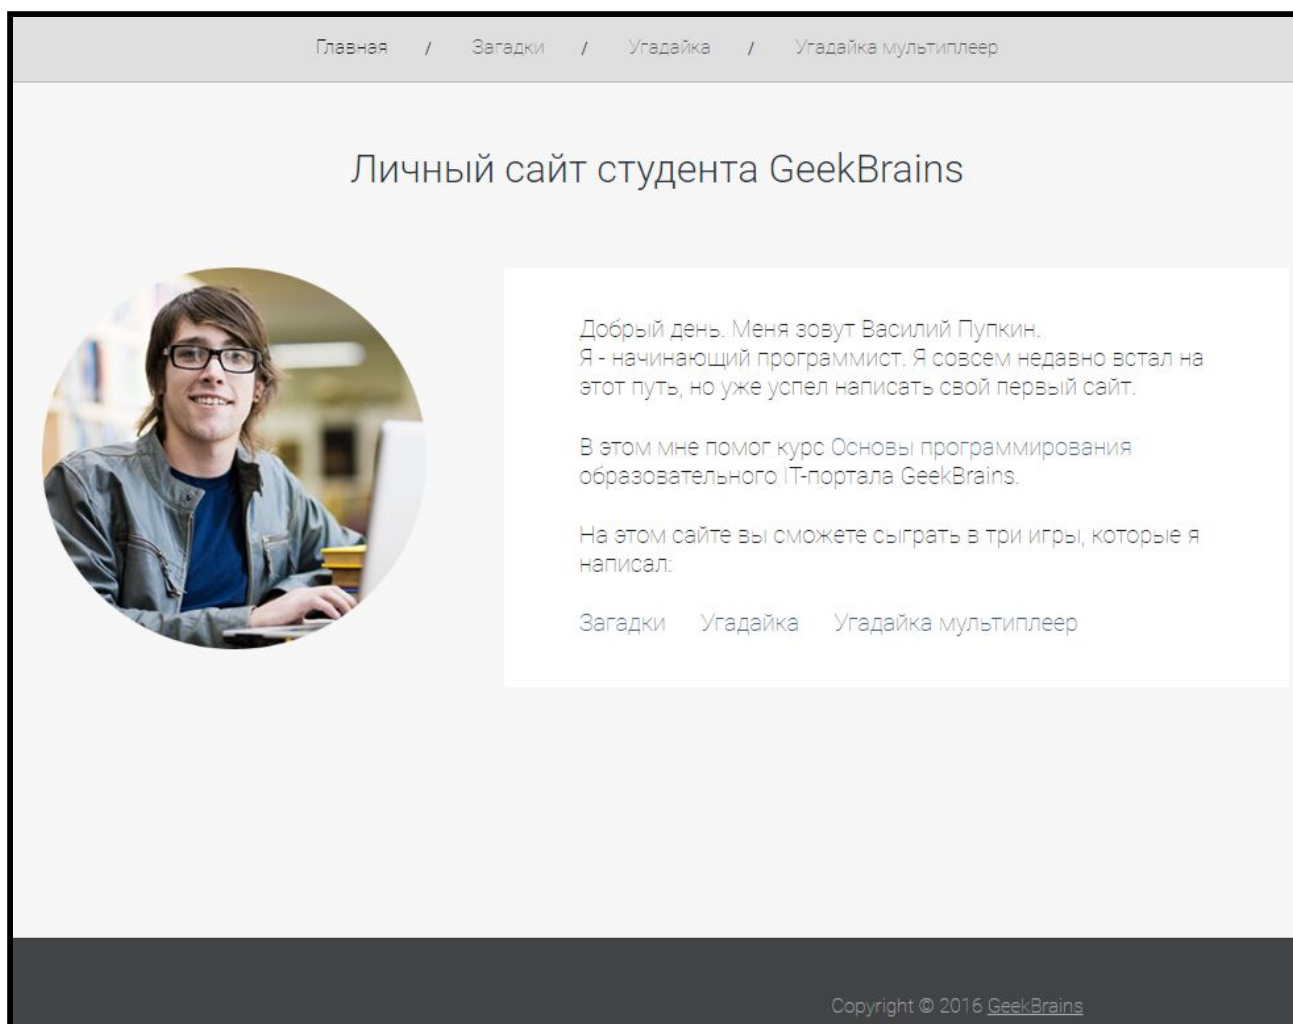 Главная / Загадки / Угадайка / Угадайка мультиплеер
Личный сайт студента GeekBrains
Добрый день. Меня зовут Василий Пупкин.
Я - начинающий программист. Я совсем недавно встал на
этот путь, но уже успел написать свой первый сайт.
В этом мне помог курс Основы программирования
образовательного IT-портала GeekBrains.
На этом сайте вы сможете сыграть в три игры, которые я
написал:
Загадки Угадайка Угадайка мультиплеер
Copyright © 2016 GeekBrains